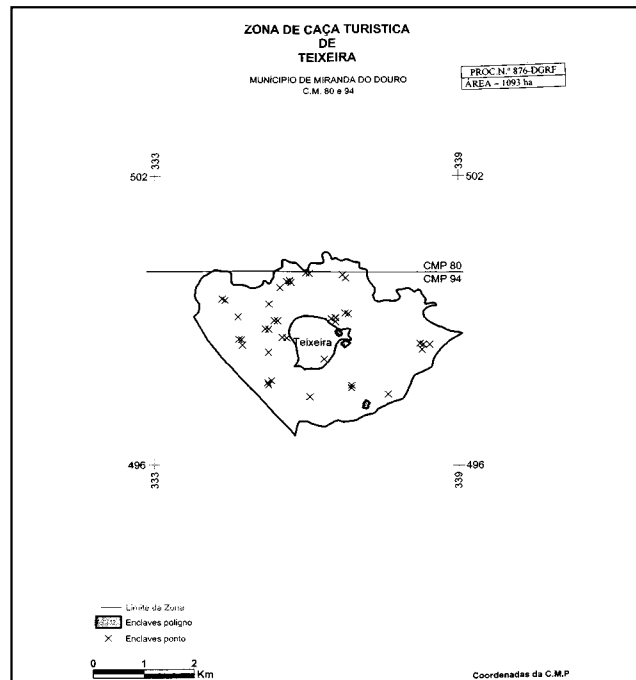 ZONA DE CAÇA TURISTICA
DE
TEIXEIRA
MUNICÍPIO DE MIRANDA DO DOURO
C.M. 80 e 94
PROC.N.º 876-DGRF
ÁREA – 1093 ha
333
339
502
502
CMP 80
CMP 94
Teixeira
496
496
333
339
Limite da Zona
Enclaves poligno
Enclaves ponto
0 1 2
Km
Coordenadas da C.M.P